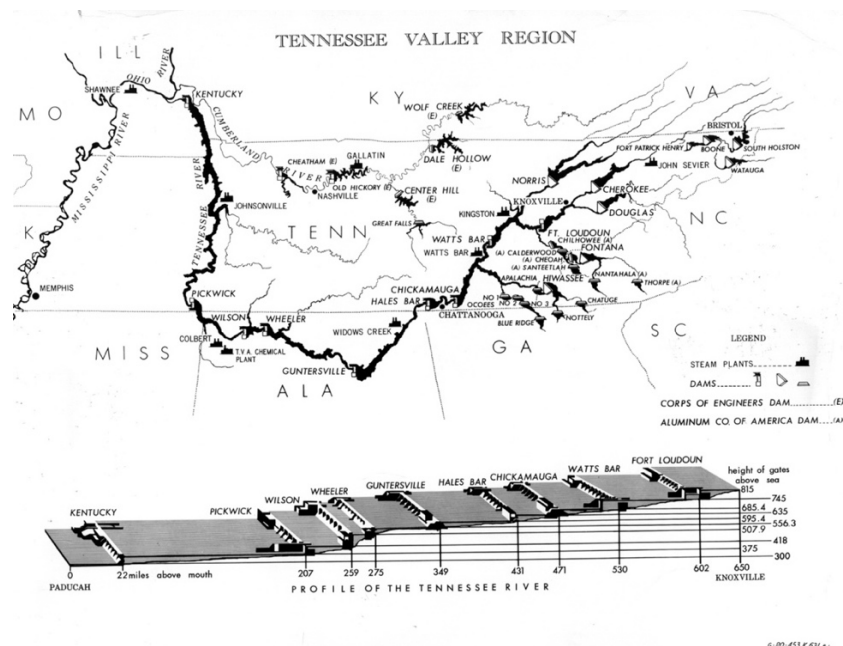 TENNESSEE VALLEY REGION
ILL
OHIO RIVER
SHAWNEE
KENTUCKY
MO
K Y
VA
WOLF CREEK
(E)
BRISTOL
FORT PATRICK HENRY
BOONE
SOUTH HOLSTON
WATAUGA
CUMBERLAND RIVER
CHEATHAM (E)
GALLATIN
DALE HOLLOW
(E)
JOHN SEVIER
MISSISSIPPI RIVER
OLD HICKORY (E)
NASHVILLE
CENTER HILL
(E)
NORRIS
CHEROKEE
K
TENNESSEE RIVER
JOHNSONVILLE
KINGSTON
KNOXVILLE
DOUGLAS
NC
GREAT FALLS
TENN
WATTS BAR
WATTS BAR
FT. LOUDOUN
CHILHOWEE (A)
(A) CALDERWOOD
FONTANA
(A) CHEOAH
(A) SANTEETLAH
NANTAHALA (A)
THORPE (A)
MEMPHIS
PICKWICK
CHICKAMAUGA
HALES BAR
CHATTANOOGA
APALACHIA
HIWASSEE
OCOEES
NO 1
NO 2
NO 3
CHATUGE
NOTTELY
BLUE RIDGE
WILSON
WHEELER
WIDOWS CREEK
COLBERT
T.V.A. CHEMICAL
PLANT
MISS
GUNTERSVILLE
ALA
GA
SC
LEGEND
STEAM PLANTS
DAMS
CORPS OF ENGINEERS DAM (E)
ALUMINUM CO. OF AMERICA DAM (A)
KENTUCKY
PICKWICK
WILSON
WHEELER
GUNTERSVILLE
HALES BAR
CHICKAMAUGA
WATTS BAR
FORT LOUDOUN
height of gates
above sea
815
745
685.4
635
595.4
556.3
507.9
418
375
300
0
22 miles above mouth
207
259
275
349
431
471
530
602
650
PADUCAH
KNOXVILLE
PROFILE OF THE TENNESSEE RIVER